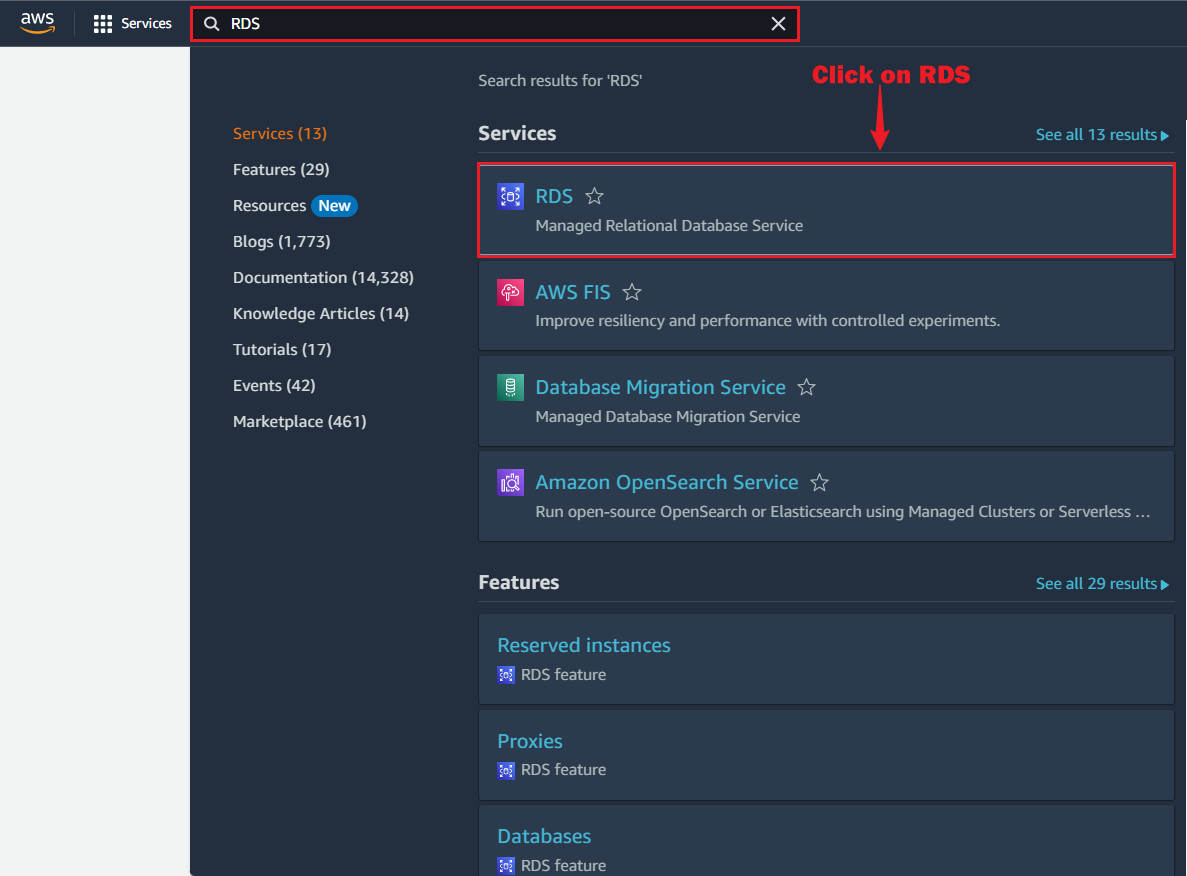 aws
Services
RDS
Search results for 'RDS'
Click on RDS
Services (13)
Features (29)
Resources New
Blogs (1,773)
Documentation (14,328)
Knowledge Articles (14)
Tutorials (17)
Events (42)
Marketplace (461)
Services
See all 13 results
RDS
Managed Relational Database Service
AWS FIS
Improve resiliency and performance with controlled experiments.
Database Migration Service
Managed Database Migration Service
Amazon OpenSearch Service
Run open-source OpenSearch or Elasticsearch using Managed Clusters or Serverless ...
Features
See all 29 results
Reserved instances
RDS feature
Proxies
RDS feature
Databases
RDS feature